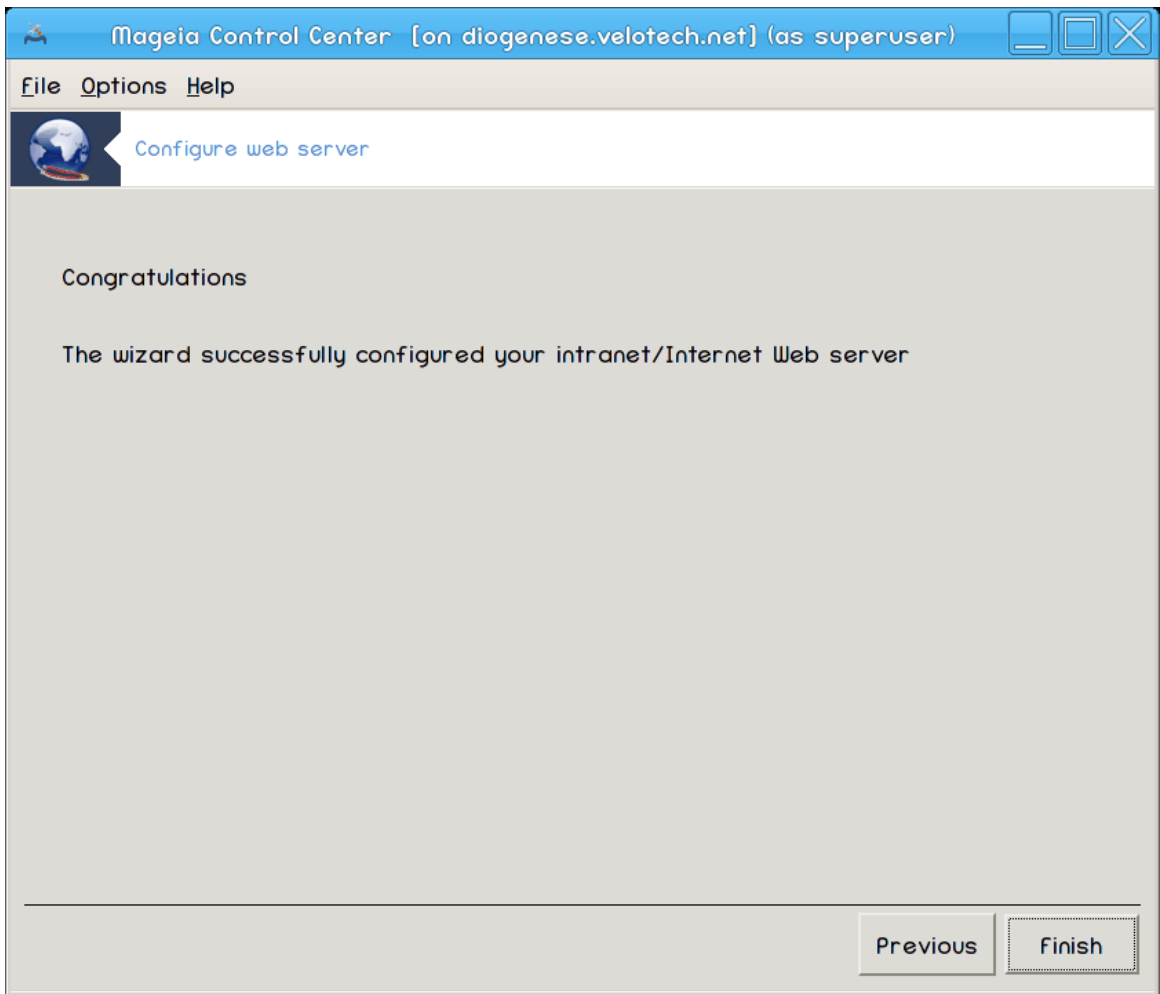 Mageia Control Center [on diogenese.velotech.net] (as superuser)
File Options Help
Configure web server
Congratulations
The wizard successfully configured your intranet/Internet Web server
Previous Finish